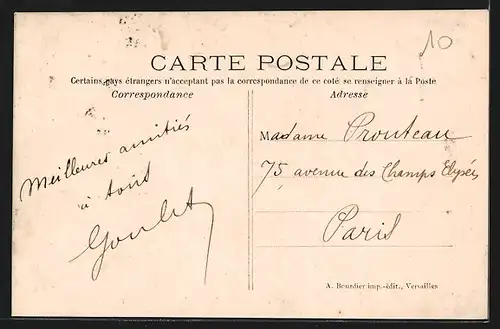 10
CARTE POSTALE
Certains pays étrangers n'acceptant pas la correspondance de ce coté se renseigner à la Poste
Correspondance
Meilleures amitiés
à tous
Goulet
Adresse
Madame Prouteau
75 avenue des Champs Elysées
Paris
A. Bourdier imp.-édit., Versailles